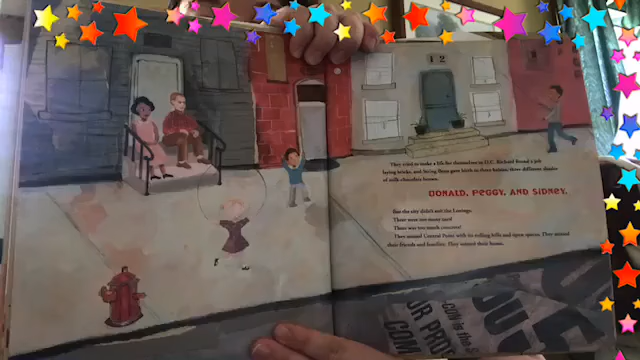 12
They tried to make a life for themselves in D.C. Richard found a job
laying bricks, and
gave birth to three babies: three different shades
of milk-chocolate brown.
DONALD, PEGGY, AND SIDNEY.
But the city didn't suit the Lovings.
There were too many cars!
There was too much concrete!
They missed Central Point with its rolling hills and open spaces. They missed
their friends and families. They missed their home.